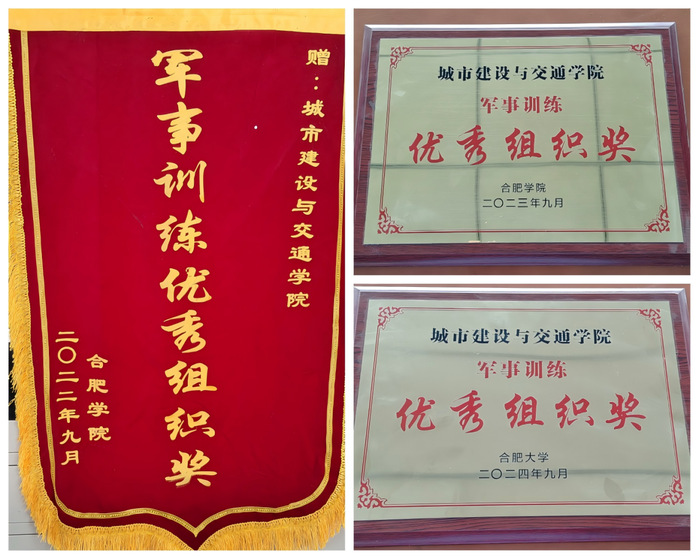 赠：城市建设与交通学院
军事训练优秀组织奖
合肥学院
二〇二二年九月
城市建设与交通学院
军事训练
优秀组织奖
合肥学院
二〇二三年九月
城市建设与交通学院
军事训练
优秀组织奖
合肥大学
二〇二四年九月